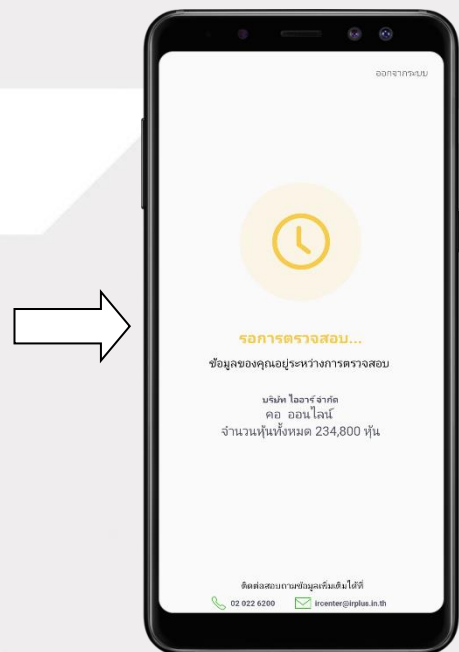 ออกจากระบบ
รอการตรวจสอบ...
ข้อมูลของคุณอยู่ระหว่างการตรวจสอบ
บริษัท ไออาร์ จำกัด
คอ ออนไลน์
จำนวนหุ้นทั้งหมด 234,800 หุ้น
ติดต่อสอบถามข้อมูลเพิ่มเติมได้ที่
02 022 6200 ircenter@irplus.in.th